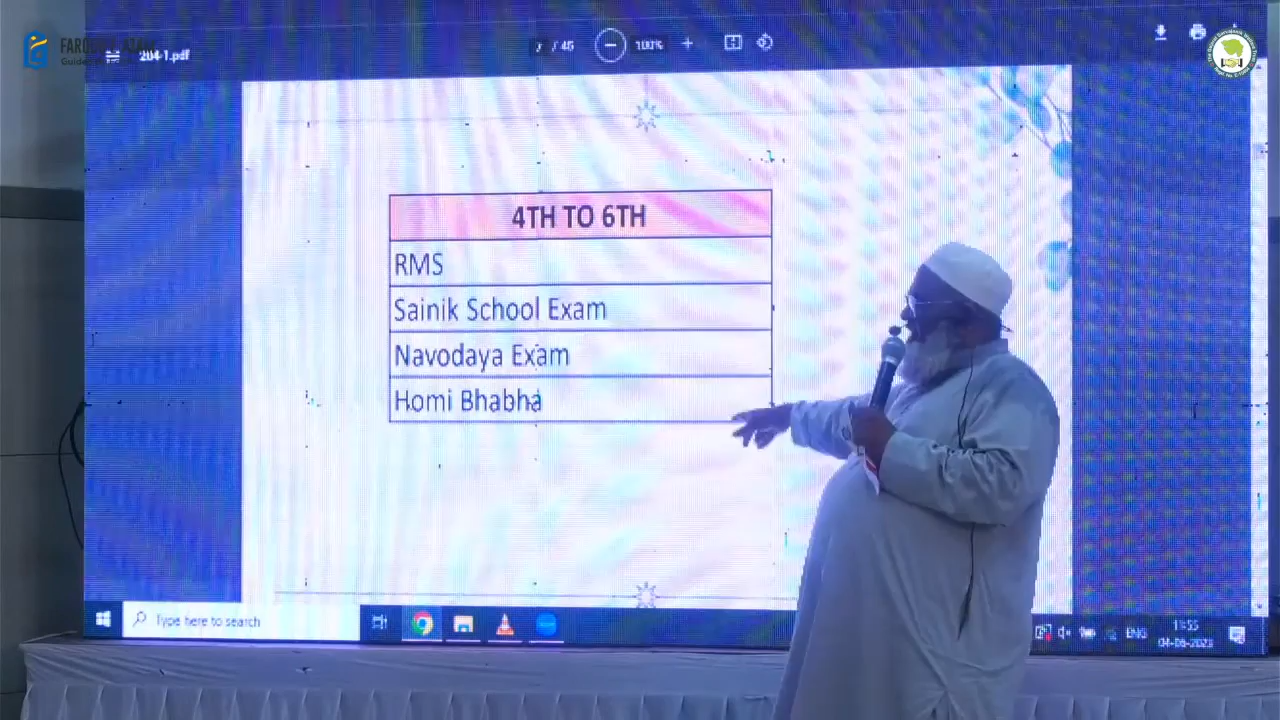 204-1.pdf
/ 45
100%
4TH TO 6TH
RMS
Sainik School Exam
Navodaya Exam
Homi Bhabha
Type here to search
ENG
11:55
04-06-2023